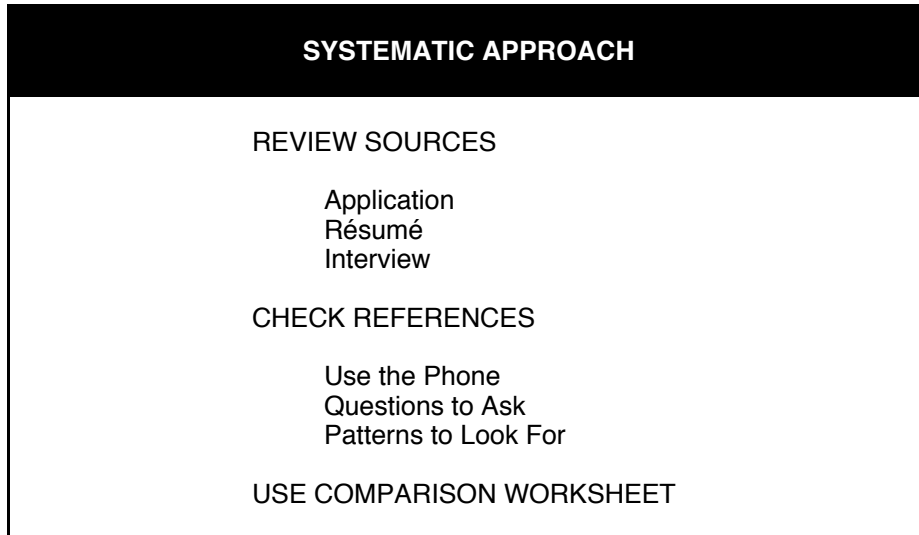 SYSTEMATIC APPROACH
REVIEW SOURCES
Application
Résumé
Interview
CHECK REFERENCES
Use the Phone
Questions to Ask
Patterns to Look For
USE COMPARISON WORKSHEET